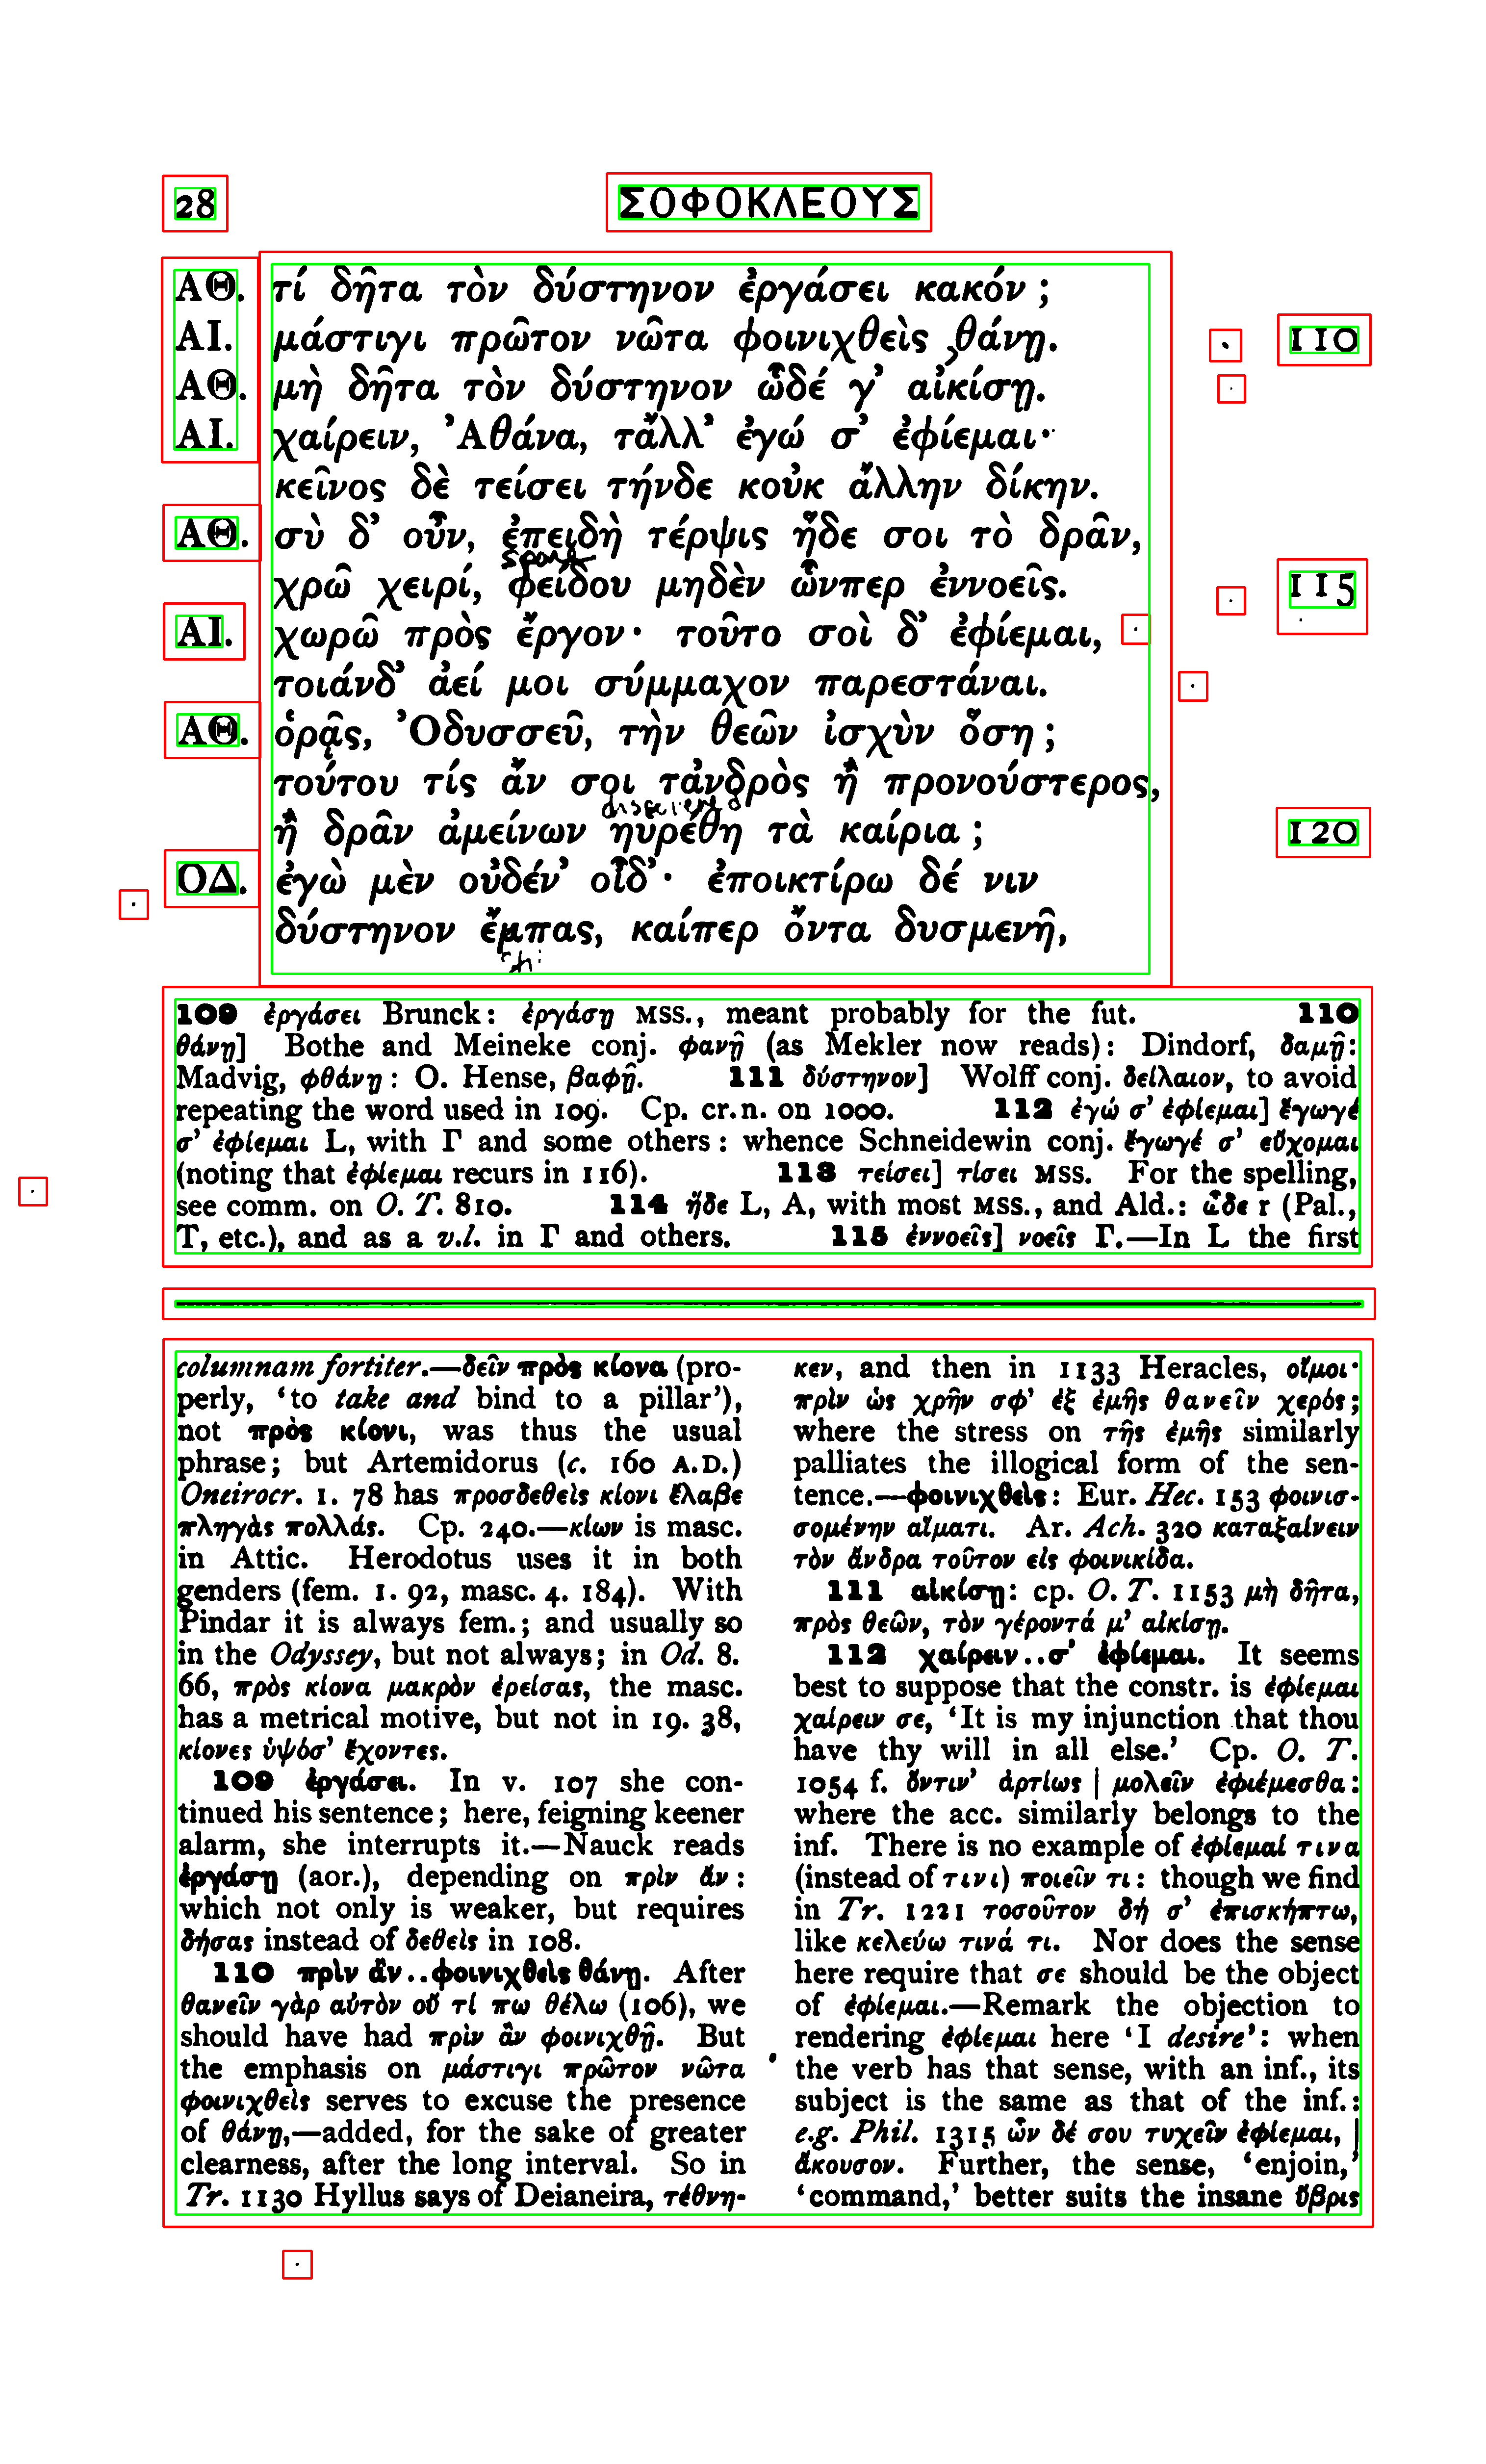 28 ΣΟΦΟΚΛΕΟΥΣ
ΑΘ. τί δῆτα τὸν δύστηνον ἐργάσει κακόν ;
ΑΙ. μάστιγι πρῶτον νῶτα φοινιχθεὶς θάνῃ. 110
ΑΘ. μὴ δῆτα τὸν δύστηνον ὧδέ γ’ αἰκίσῃ.
ΑΙ. χαίρειν, ’Αθάνα, τἄλλ’ ἐγώ σ’ ἐφίεμαι·
κεῖνος δὲ τείσει τήνδε κοὐκ ἄλλην δίκην.
ΑΘ. σὺ δ’ οὖν, ἐπειδὴ τέρψις ἥδε σοι τὸ δρᾶν,
χρῶ χειρί, φείδου μηδὲν ὧνπερ ἐννοεῖς. 115
ΑΙ. χωρῶ πρὸς ἔργον· τοῦτο σοὶ δ’ ἐφίεμαι,
τοιάνδ’ ἀεί μοι σύμμαχον παρεστάναι.
ΑΘ. ὁρᾷς, ’Οδυσσεῦ, τὴν θεῶν ἰσχὺν ὅση ;
τούτου τίς ἄν σοι τἀνδρὸς ἢ προνούστερος,
discovered
ἢ δρᾶν ἀμείνων ηὑρέθη τὰ καίρια ; 120
ΟΔ. ἐγὼ μὲν οὐδέν’ οἶδ’· ἐποικτίρω δέ νιν
δύστηνον ἔμπας, καίπερ ὄντα δυσμενῆ,
109 ἐργάσει Brunck: ἐργάσῃ MSS., meant probably for the fut. 110
θάνῃ] Bothe and Meineke conj. φανῇ (as Mekler now reads): Dindorf, δαμῇ:
Madvig, φθάνῃ : O. Hense, βαφῇ. 111 δύστηνον] Wolff conj. δείλαιον, to avoid
repeating the word used in 109. Cp. cr.n. on 1000. 112 ἐγώ σ’ ἐφίεμαι] ἔγωγέ
σ’ ἐφίεμαι L, with Γ and some others : whence Schneidewin conj. ἔγωγέ σ’ εὔχομαι
(noting that ἐφίεμαι recurs in 116). 113 τείσει] τίσει MSS. For the spelling,
see comm. on O. T. 810. 114 ἥδε L, A, with most MSS., and Ald.: ὧδε r (Pal.,
T, etc.), and as a v.l. in Γ and others. 115 ἐννοεῖς] νοεῖς Γ.—In L the first
columnam fortiter.—δεῖν πρὸς κίονα (pro-
perly, ‘to take and bind to a pillar’),
not πρὸς κίονι, was thus the usual
phrase; but Artemidorus (c. 160 A.D.)
Oneirocr. 1. 78 has προσδεθεὶς κίονι ἔλαβε
πληγὰς πολλάς. Cp. 240.—κίων is masc.
in Attic. Herodotus uses it in both
genders (fem. 1. 92, masc. 4. 184). With
Pindar it is always fem.; and usually so
in the Odyssey, but not always; in Od. 8.
66, πρὸς κίονα μακρὸν ἐρείσας, the masc.
has a metrical motive, but not in 19. 38,
κίονες ὑψόσ’ ἔχοντες.
109 ἐργάσει. In v. 107 she con-
tinued his sentence; here, feigning keener
alarm, she interrupts it.—Nauck reads
ἐργάσῃ (aor.), depending on πρὶν ἄν :
which not only is weaker, but requires
δήσας instead of δεθεὶς in 108.
110 πρὶν ἄν..φοινιχθεὶς θάνῃ. After
θανεῖν γὰρ αὐτὸν οὔ τί πω θέλω (106), we
should have had πρὶν ἂν φοινιχθῇ. But
the emphasis on μάστιγι πρῶτον νῶτα
φοινιχθεὶς serves to excuse the presence
of θάνῃ,—added, for the sake of greater
clearness, after the long interval. So in
Tr. 1130 Hyllus says of Deianeira, τέθνη-
κεν, and then in 1133 Heracles, οἴμοι·
πρὶν ὡς χρῆν σφ’ ἐξ ἐμῆς θανεῖν χερός;
where the stress on τῆς ἐμῆς similarly
palliates the illogical form of the sen-
tence.—φοινιχθεὶς: Eur. Hec. 153 φοινισ-
σομένην αἵματι. Ar. Ach. 320 καταξαίνειν
τὸν ἄνδρα τοῦτον εἰς φοινικίδα.
111 αἰκίσῃ: cp. O. T. 1153 μὴ δῆτα,
πρὸς θεῶν, τὸν γέροντά μ’ αἰκίσῃ.
112 χαίρειν..σ’ ἐφίεμαι. It seems
best to suppose that the constr. is ἐφίεμαι
χαίρειν σε, ‘It is my injunction that thou
have thy will in all else.’ Cp. O. T.
1054 f. ὅντιν’ ἀρτίως | μολεῖν ἐφιέμεσθα:
where the acc. similarly belongs to the
inf. There is no example of ἐφίεμαί τινα
(instead of τινι) ποιεῖν τι: though we find
in Tr. 1221 τοσοῦτον δή σ’ ἐπισκήπτω,
like κελεύω τινά τι. Nor does the sense
here require that σε should be the object
of ἐφίεμαι.—Remark the objection to
rendering ἐφίεμαι here ‘I desire’: when
the verb has that sense, with an inf., its
subject is the same as that of the inf.:
e.g. Phil. 1315 ὧν δέ σου τυχεῖν ἐφίεμαι, |
ἄκουσον. Further, the sense, ‘enjoin,’
‘command,’ better suits the insane ὕβρις